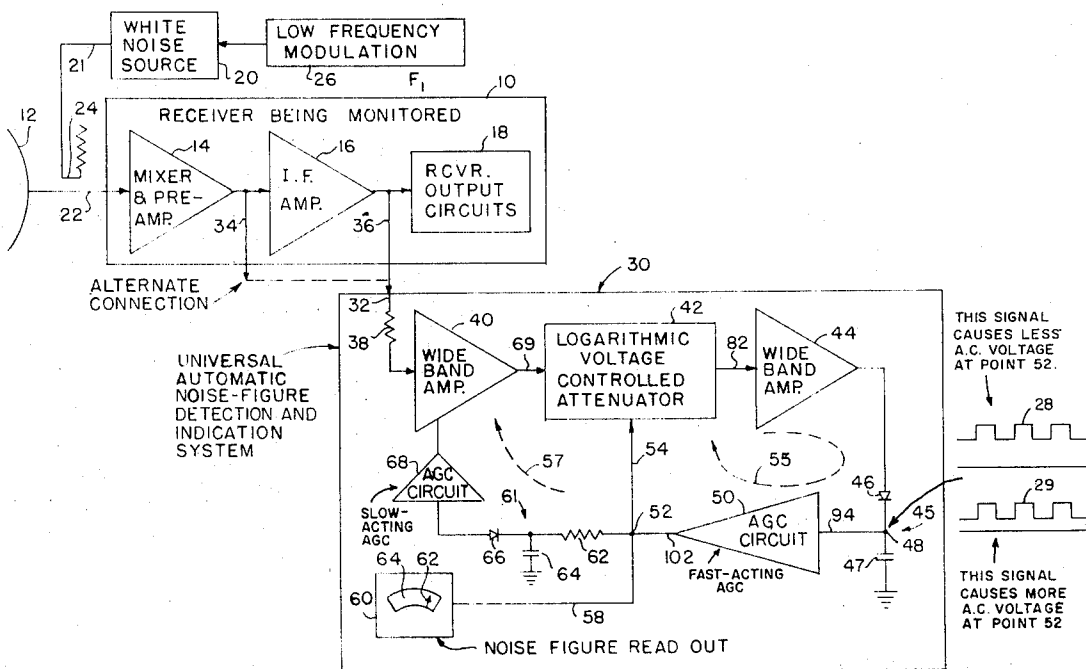 WHITE
NOISE
SOURCE
LOW FREQUENCY
MODULATION
21
20
26
F1
10
12
24
RECEIVER BEING MONITORED
14
16
18
MIXER
& PRE-
AMP.
I.F.
AMP.
RCVR.
OUTPUT
CIRCUITS
22
34
36
ALTERNATE
CONNECTION
30
32
38
40
42
44
UNIVERSAL
AUTOMATIC
NOISE-FIGURE
DETECTION AND
INDICATION
SYSTEM
WIDE
BAND
AMP.
69
LOGARITHMIC
VOLTAGE
CONTROLLED
ATTENUATOR
82
WIDE
BAND
AMP.
THIS SIGNAL
CAUSES LESS
A.C. VOLTAGE
AT POINT 52.
28
54
57
55
68
AGC
CIRCUIT
SLOW-
ACTING
AGC
61
66
64
62
52
50
AGC
CIRCUIT
102
FAST-ACTING
AGC
94
46
45
48
47
29
THIS SIGNAL
CAUSES MORE
A.C. VOLTAGE
AT POINT 52
64
62
60
58
NOISE FIGURE READ OUT